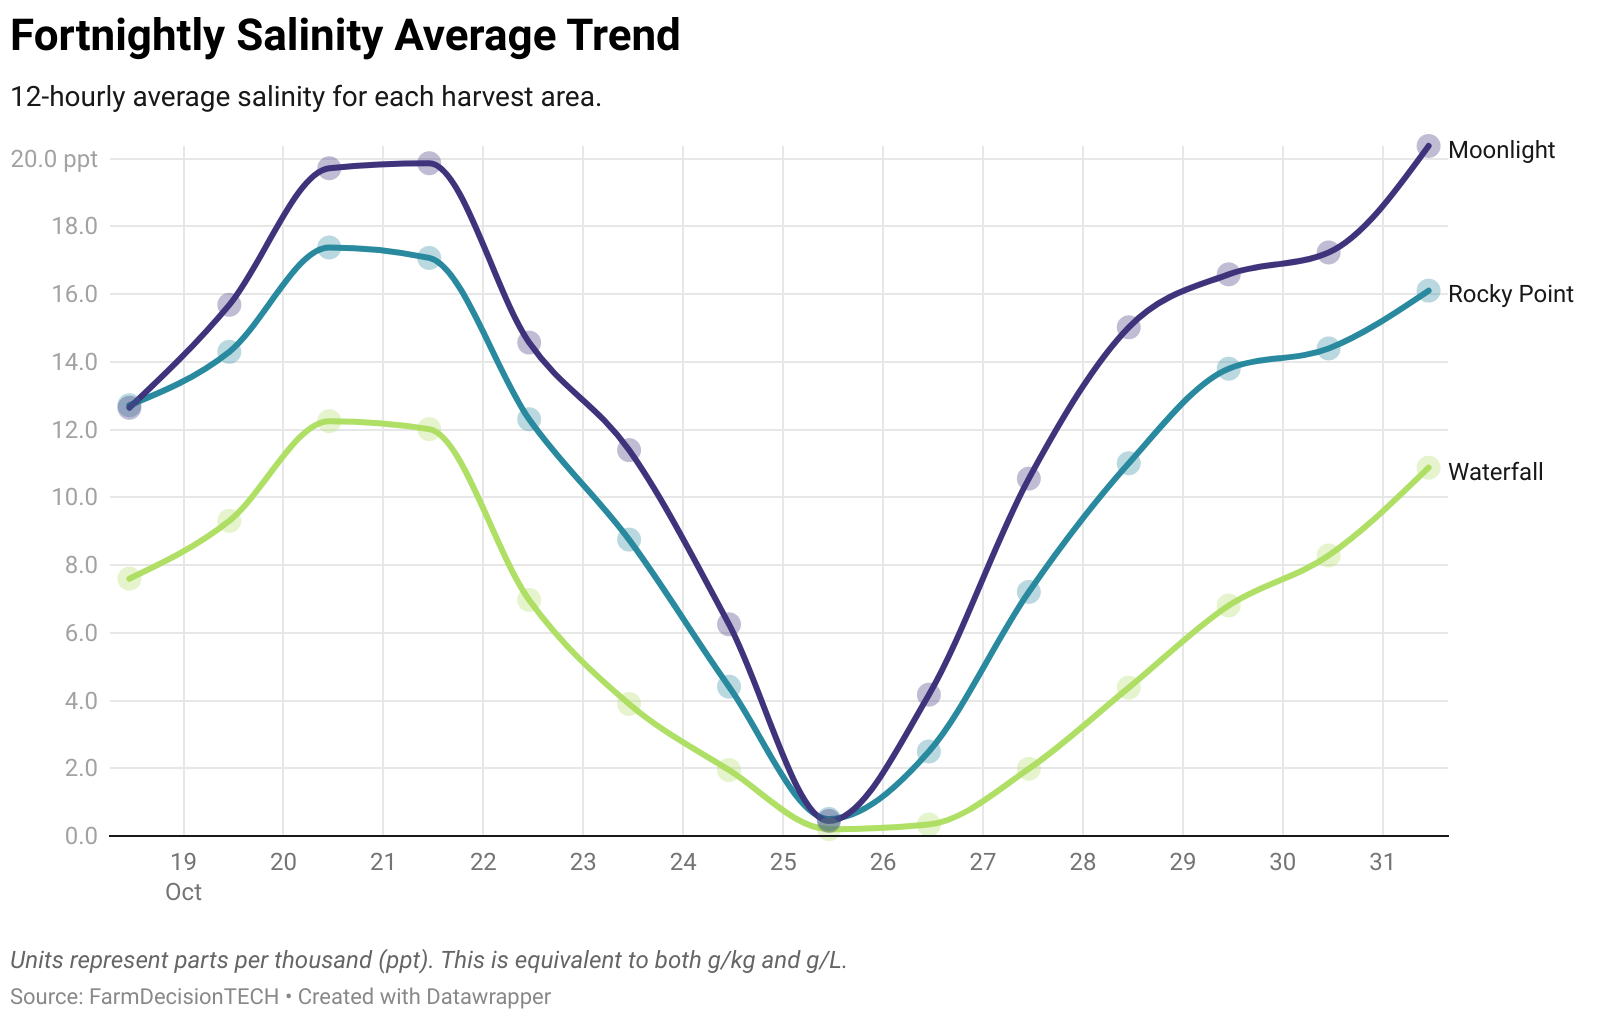 Fortnightly Salinity Average Trend
12-hourly average salinity for each harvest area.
20.0 ppt
18.0
16.0
14.0
12.0
10.0
8.0
6.0
4.0
2.0
0.0
Moonlight
Rocky Point
Waterfall
19 20 21 22 23 24 25 26 27 28 29 30 31
Oct
Units represent parts per thousand (ppt). This is equivalent to both g/kg and g/L.
Source: FarmDecisionTECH • Created with Datawrapper